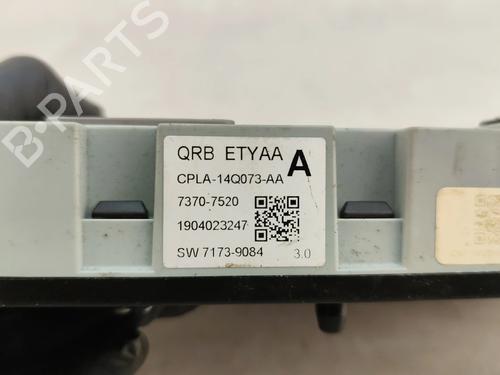 B-PARTS
QRB ETYAA A
CPLA-14Q073-AA
7370-7520
1904023247
SW 7173-9084 3.0